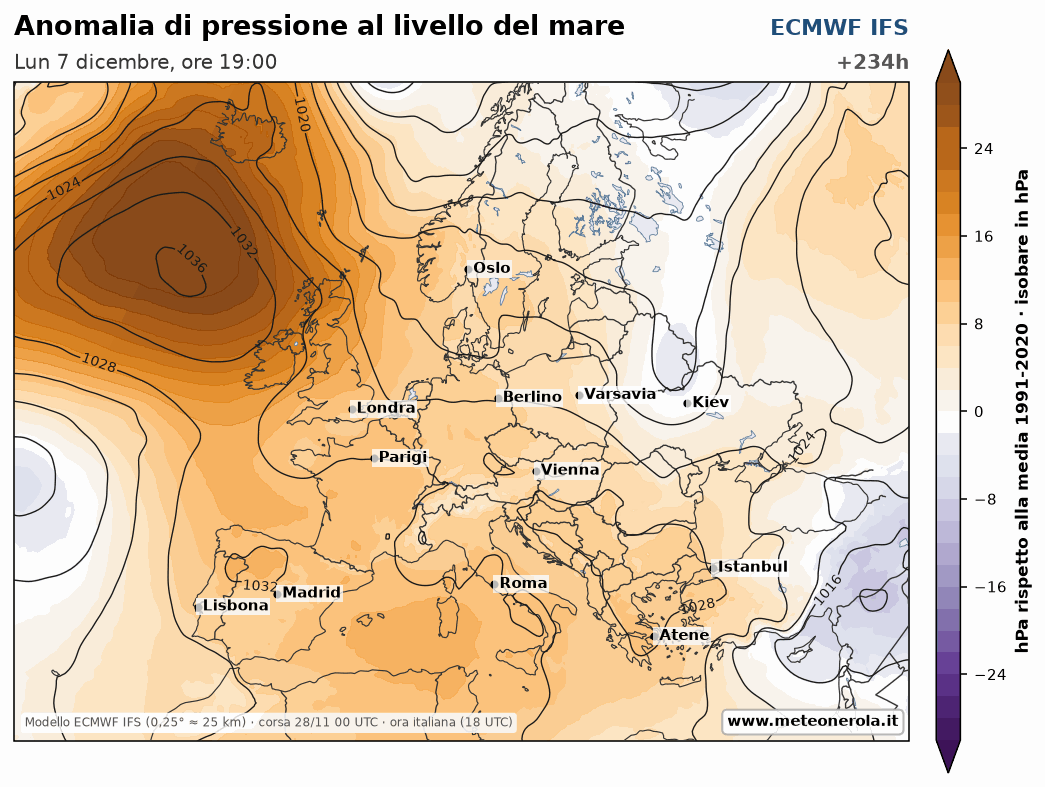 Anomalia di pressione al livello del mare
ECMWF IFS
Lun 7 dicembre, ore 19:00
+234h
1020
1024
1032
1036
1028
Oslo
Londra
Berlino
Varsavia
Kiev
Parigi
Vienna
1024
1032
Madrid
Lisbona
Roma
Istanbul
1016
1028
Atene
Modello ECMWF IFS (0,25° ≈ 25 km) · corsa 28/11 00 UTC · ora italiana (18 UTC)
www.meteonerola.it
24
16
8
0
−8
−16
−24
hPa rispetto alla media 1991-2020 · isobare in hPa